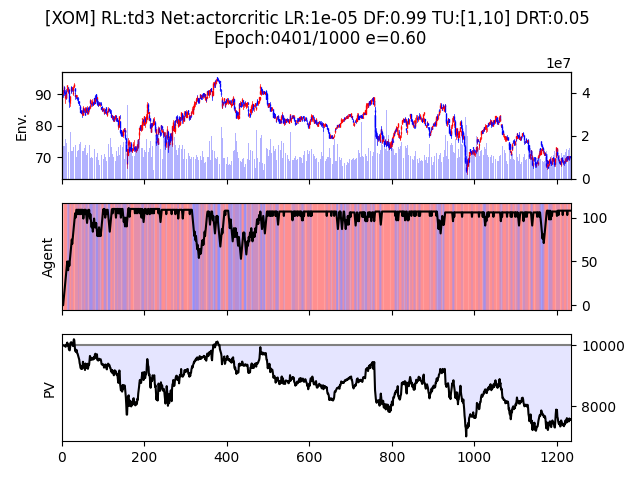 [XOM] RL:td3 Net:actorcritic LR:1e-05 DF:0.99 TU:[1,10] DRT:0.05
Epoch:0401/1000 e=0.60
1e7
Env.
90
80
70
4
2
0
Agent
100
50
0
PV
10000
8000
0 200 400 600 800 1000 1200